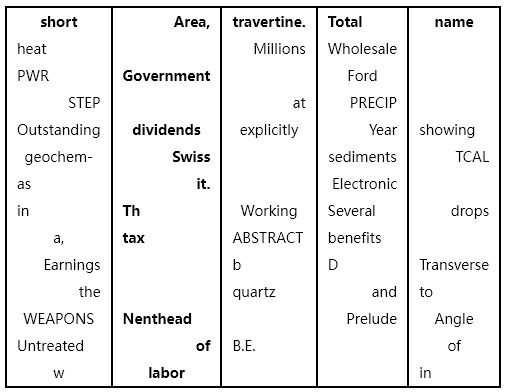 short Area, travertine. Total name
heat Millions Wholesale
PWR Government Ford
STEP at PRECIP
Outstanding dividends explicitly Year showing
geochem- Swiss sediments TCAL
as it. Electronic
in Th Working Several drops
a, tax ABSTRACT benefits
Earnings b D Transverse
the quartz and to
WEAPONS Nenthead Prelude Angle
Untreated of B.E. of
w labor in